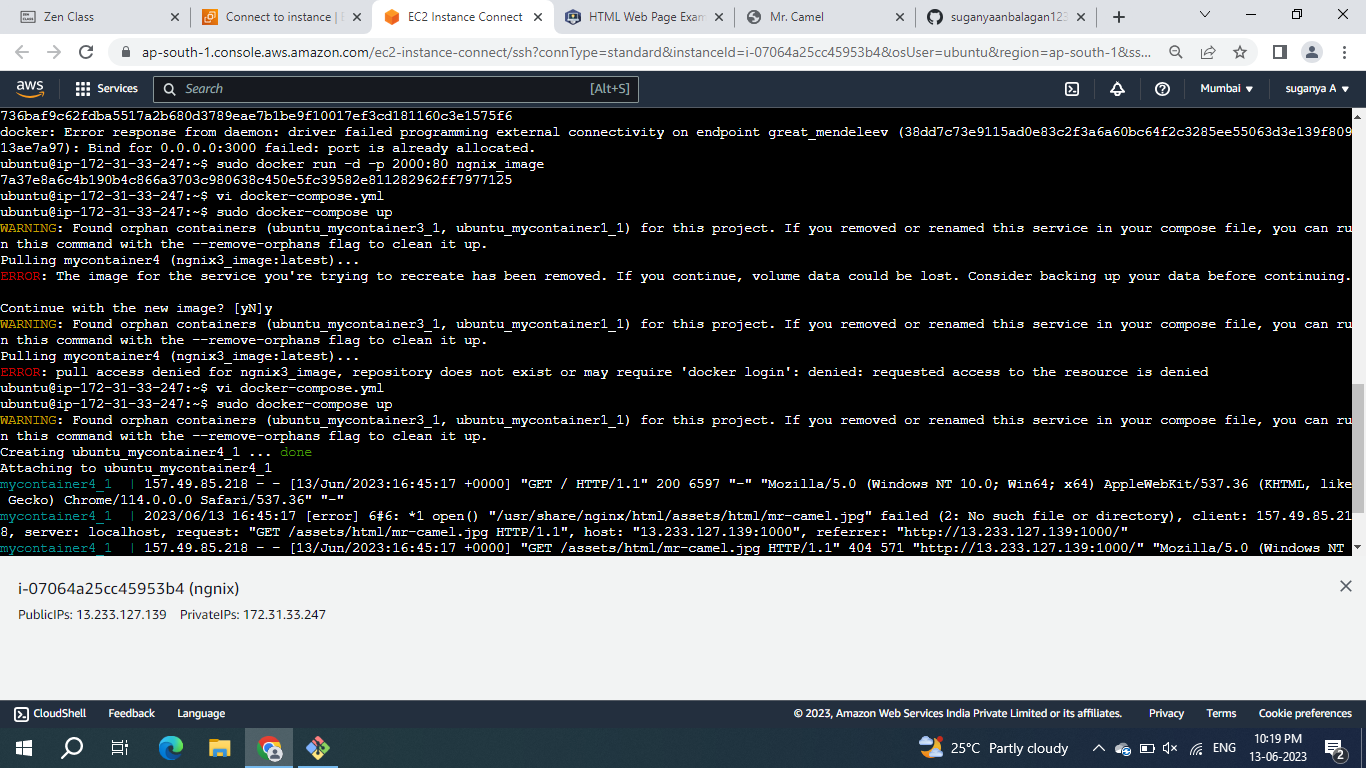 Zen Class
Connect to instance | E
EC2 Instance Connect
HTML Web Page Exam
Mr. Camel
suganyaanbalagan123
ap-south-1.console.aws.amazon.com/ec2-instance-connect/ssh?connType=standard&instanceId=i-07064a25cc45953b4&osUser=ubuntu&region=ap-south-1&ss...
aws
Services
Search
[Alt+S]
Mumbai
suganya A
736baf9c62fdba5517a2b680d3789eae7b1be9f10017ef3cd181160c3e1575f6
docker: Error response from daemon: driver failed programming external connectivity on endpoint great_mendeleev (38dd7c73e9115ad0e83c2f3a6a60bc64f2c3285ee55063d3e139f809
13ae7a97): Bind for 0.0.0.0:3000 failed: port is already allocated.
ubuntu@ip-172-31-33-247:~$ sudo docker run -d -p 2000:80 ngnix_image
7a37e8a6c4b190b4c866a3703c980638c450e5fc39582e811282962ff7977125
ubuntu@ip-172-31-33-247:~$ vi docker-compose.yml
ubuntu@ip-172-31-33-247:~$ sudo docker-compose up
WARNING: Found orphan containers (ubuntu_mycontainer3_1, ubuntu_mycontainer1_1) for this project. If you removed or renamed this service in your compose file, you can ru
n this command with the --remove-orphans flag to clean it up.
Pulling mycontainer4 (ngnix3_image:latest)...
ERROR: The image for the service you're trying to recreate has been removed. If you continue, volume data could be lost. Consider backing up your data before continuing.
Continue with the new image? [yN]y
WARNING: Found orphan containers (ubuntu_mycontainer3_1, ubuntu_mycontainer1_1) for this project. If you removed or renamed this service in your compose file, you can ru
n this command with the --remove-orphans flag to clean it up.
Pulling mycontainer4 (ngnix3_image:latest)...
ERROR: pull access denied for ngnix3_image, repository does not exist or may require 'docker login': denied: requested access to the resource is denied
ubuntu@ip-172-31-33-247:~$ vi docker-compose.yml
ubuntu@ip-172-31-33-247:~$ sudo docker-compose up
WARNING: Found orphan containers (ubuntu_mycontainer3_1, ubuntu_mycontainer1_1) for this project. If you removed or renamed this service in your compose file, you can ru
n this command with the --remove-orphans flag to clean it up.
Creating ubuntu_mycontainer4_1 ... done
Attaching to ubuntu_mycontainer4_1
mycontainer4_1  | 157.49.85.218 - - [13/Jun/2023:16:45:17 +0000] "GET / HTTP/1.1" 200 6597 "-" "Mozilla/5.0 (Windows NT 10.0; Win64; x64) AppleWebKit/537.36 (KHTML, like
 Gecko) Chrome/114.0.0.0 Safari/537.36" "-"
mycontainer4_1  | 2023/06/13 16:45:17 [error] 6#6: *1 open() "/usr/share/nginx/html/assets/html/mr-camel.jpg" failed (2: No such file or directory), client: 157.49.85.21
8, server: localhost, request: "GET /assets/html/mr-camel.jpg HTTP/1.1", host: "13.233.127.139:1000", referrer: "http://13.233.127.139:1000/"
mycontainer4_1  | 157.49.85.218 - - [13/Jun/2023:16:45:17 +0000] "GET /assets/html/mr-camel.jpg HTTP/1.1" 404 571 "http://13.233.127.139:1000/" "Mozilla/5.0 (Windows NT
i-07064a25cc45953b4 (ngnix)
PublicIPs: 13.233.127.139 PrivateIPs: 172.31.33.247
CloudShell
Feedback
Language
© 2023, Amazon Web Services India Private Limited or its affiliates.
Privacy
Terms
Cookie preferences
25°C Partly cloudy
ENG
10:19 PM
13-06-2023
2